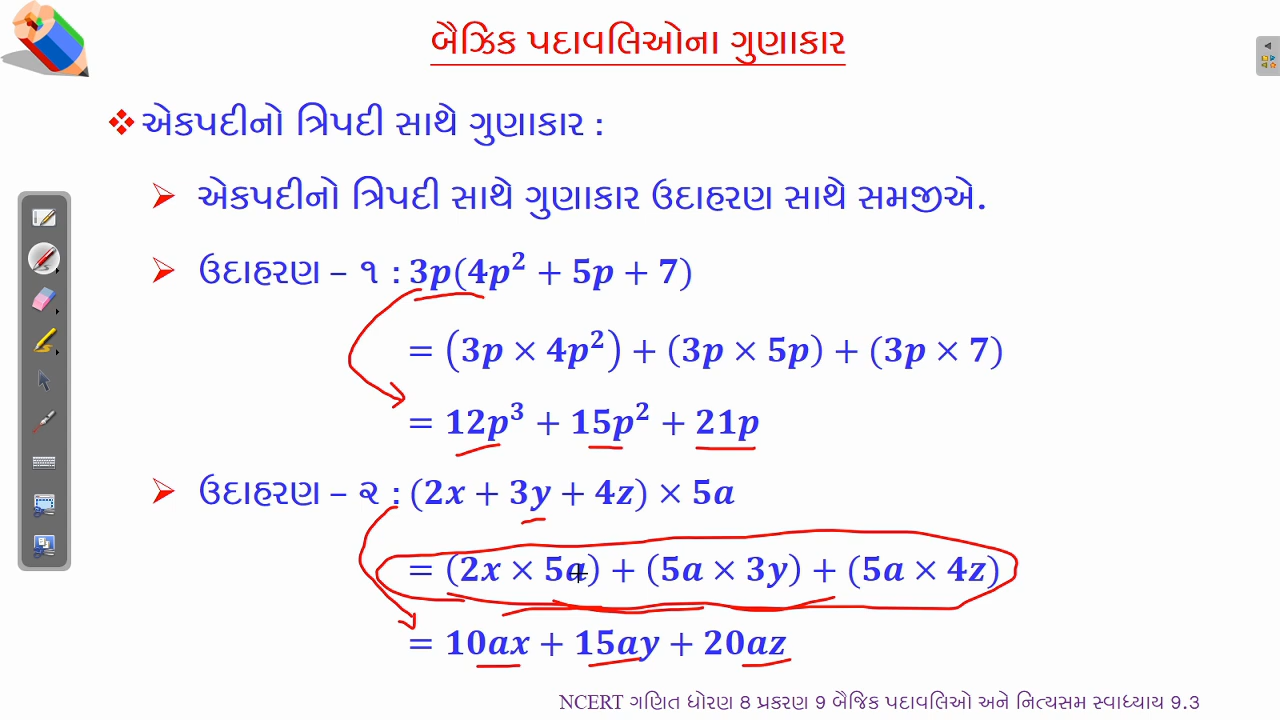 બૈઝિક પદાવલિઓના ગુણાકાર
❖ એકપદીનો ત્રિપદી સાથે ગુણાકાર :
➢ એકપદીનો ત્રિપદી સાથે ગુણાકાર ઉદાહરણ સાથે સમજીએ.
➢ ઉદાહરણ – ૧ : 3p(4p² + 5p + 7)
= (3p × 4p²) + (3p × 5p) + (3p × 7)
= 12p³ + 15p² + 21p
➢ ઉદાહરણ – ૨ : (2x + 3y + 4z) × 5a
= (2x × 5a) + (5a × 3y) + (5a × 4z)
= 10ax + 15ay + 20az
NCERT ગણિત ધોરણ 8 પ્રકરણ 9 બૈજિક પદાવલિઓ અને નિત્યસમ સ્વાધ્યાય 9.3